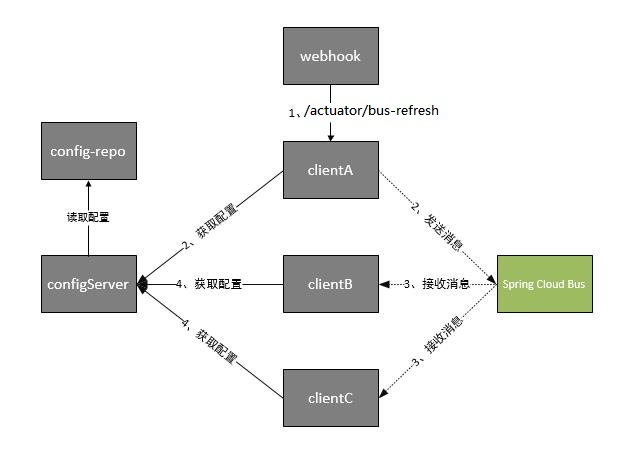 webhook
1、/actuator/bus-refresh
config-repo
clientA
读取配置
2、获取配置
2、发送消息
configServer
4、获取配置
clientB
3、接收消息
Spring Cloud Bus
4、获取配置
3、接收消息
clientC